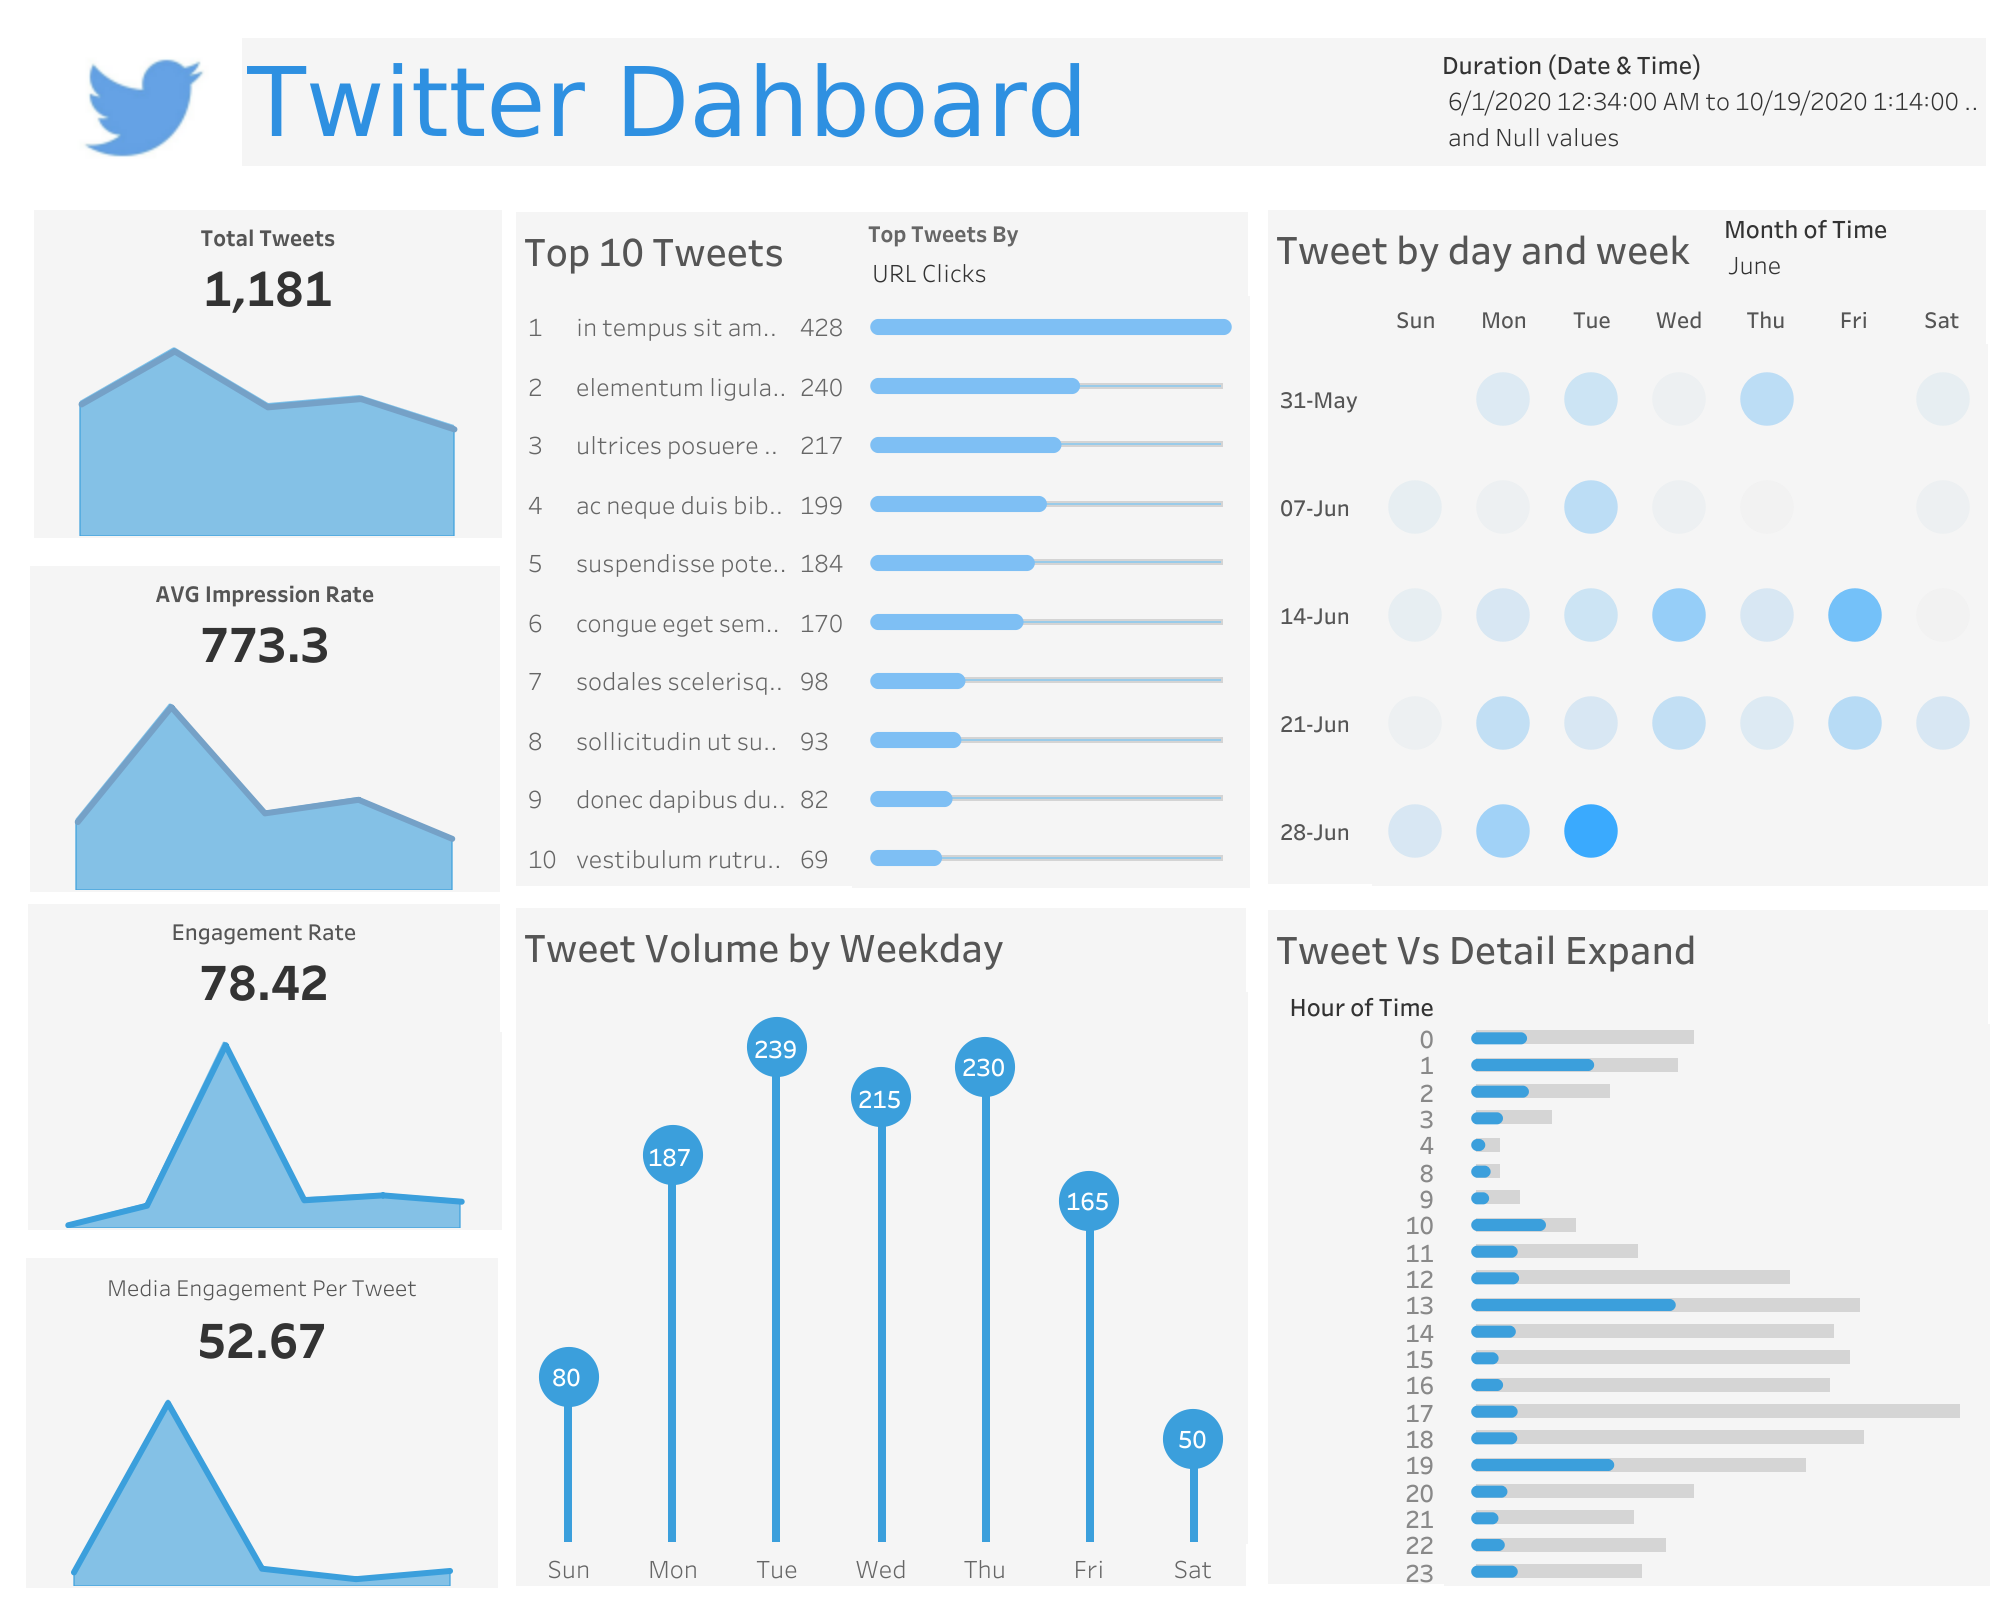 Twitter Dahboard
Duration (Date & Time)
6/1/2020 12:34:00 AM to 10/19/2020 1:14:00 ..
and Null values
Total Tweets
1,181
AVG Impression Rate
773.3
Engagement Rate
78.42
Media Engagement Per Tweet
52.67
Top 10 Tweets
Top Tweets By
URL Clicks
1 in tempus sit am.. 428
2 elementum ligula.. 240
3 ultrices posuere .. 217
4 ac neque duis bib.. 199
5 suspendisse pote.. 184
6 congue eget sem.. 170
7 sodales scelerisq.. 98
8 sollicitudin ut su.. 93
9 donec dapibus du.. 82
10 vestibulum rutru.. 69
Tweet by day and week
Month of Time
June
Sun Mon Tue Wed Thu Fri Sat
31-May
07-Jun
14-Jun
21-Jun
28-Jun
Tweet Volume by Weekday
80 187 239 215 230 165 50
Sun Mon Tue Wed Thu Fri Sat
Tweet Vs Detail Expand
Hour of Time
0
1
2
3
4
8
9
10
11
12
13
14
15
16
17
18
19
20
21
22
23